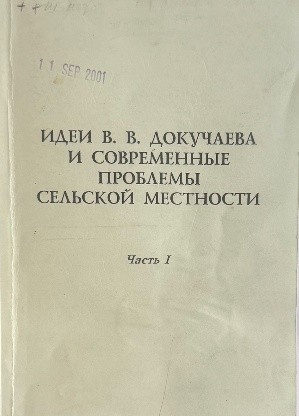 11 SEP 2001
ИДЕИ В. В. ДОКУЧАЕВА
И СОВРЕМЕННЫЕ
ПРОБЛЕМЫ
СЕЛЬСКОЙ МЕСТНОСТИ
Часть I